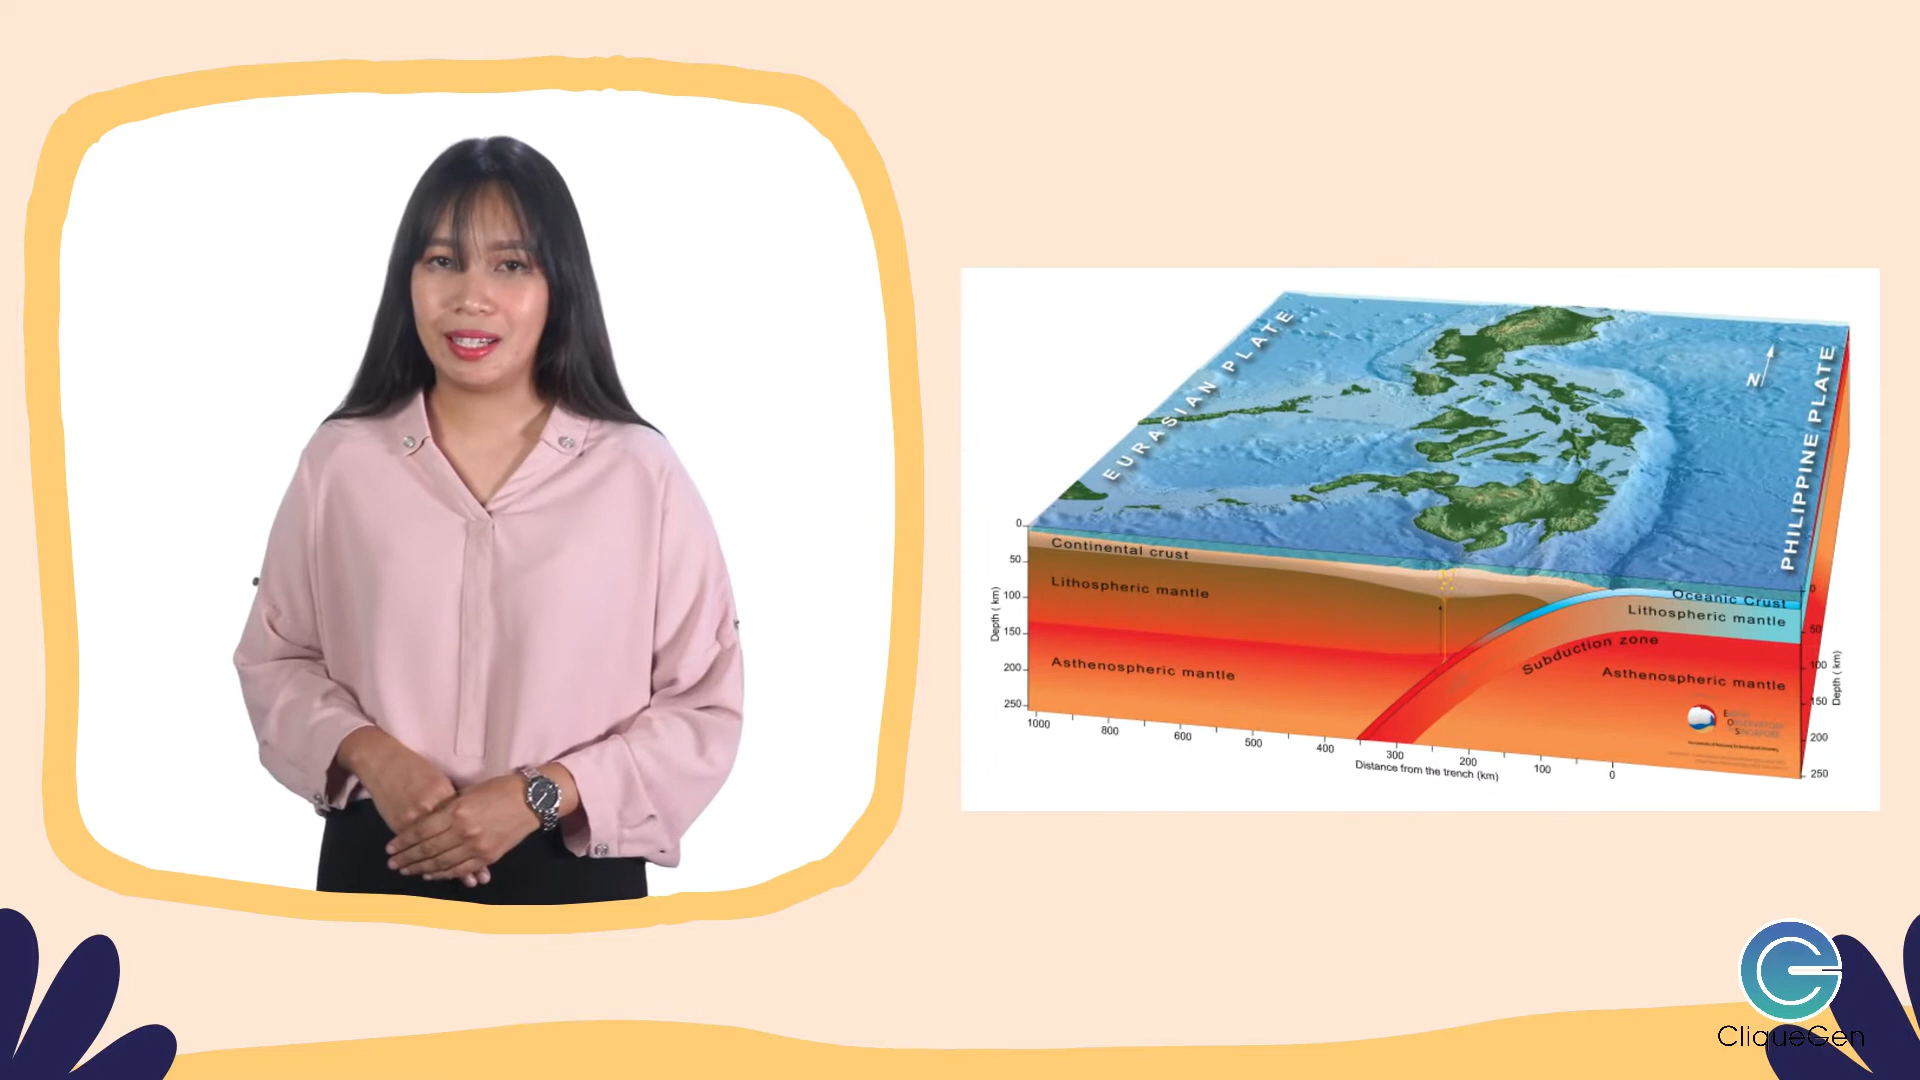 EURASIAN PLATE
N
PHILIPPINE PLATE
Continental crust
Lithospheric mantle
Asthenospheric mantle
Oceanic Crust
Lithospheric mantle
Subduction zone
Asthenospheric mantle
0
50
100
150
200
250
Depth ( km)
1000
800
600
500
400
300
200
100
0
Distance from the trench (km)
0
50
100
150
200
250
Depth ( km)
CliqueGen